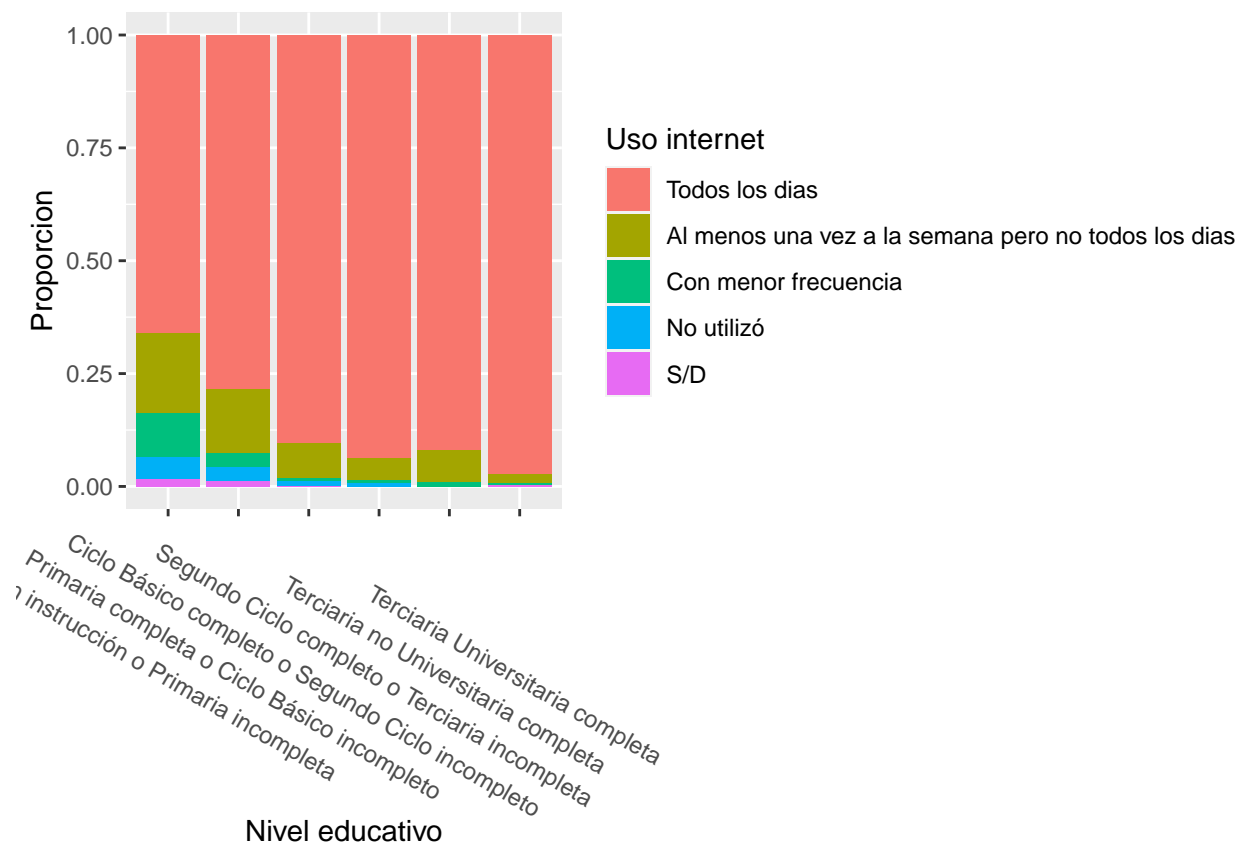 1.00
0.75
0.50
0.25
0.00
Proporcion
instrucción o Primaria incompleta
Primaria completa o Ciclo Básico incompleto
Ciclo Básico completo o Segundo Ciclo incompleto
Segundo Ciclo completo o Terciaria incompleta
Terciaria no Universitaria completa
Terciaria Universitaria completa
Nivel educativo
Uso internet
Todos los dias
Al menos una vez a la semana pero no todos los dias
Con menor frecuencia
No utilizó
S/D